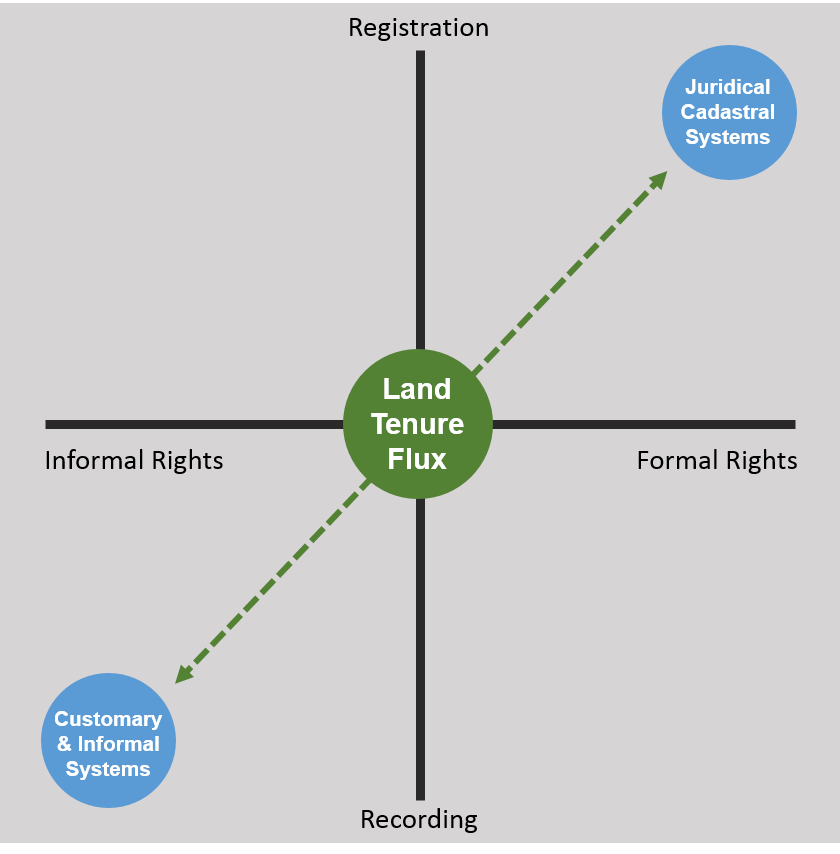 Registration
Juridical
Cadastral
Systems
Land
Tenure
Flux
Informal Rights
Formal Rights
Customary
& Informal
Systems
Recording